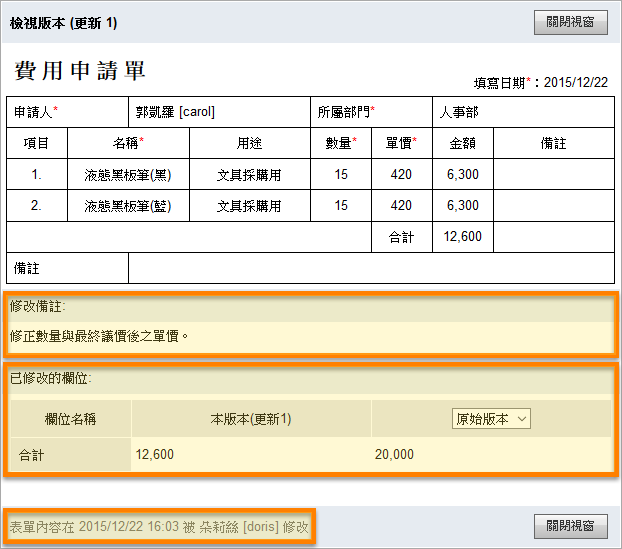 檢視版本 (更新 1) 關閉視窗
費用申請單
填寫日期*：2015/12/22
申請人* 郭凱羅 [carol] 所屬部門* 人事部
項目 名稱* 用途 數量* 單價* 金額 備註
1. 液態黑板筆(黑) 文具採購用 15 420 6,300
2. 液態黑板筆(藍) 文具採購用 15 420 6,300
合計 12,600
備註
修改備註:
修正數量與最終議價後之單價。
已修改的欄位:
欄位名稱 本版本(更新1) 原始版本
合計 12,600 20,000
表單內容在 2015/12/22 16:03 被 朵莉絲 [doris] 修改 關閉視窗